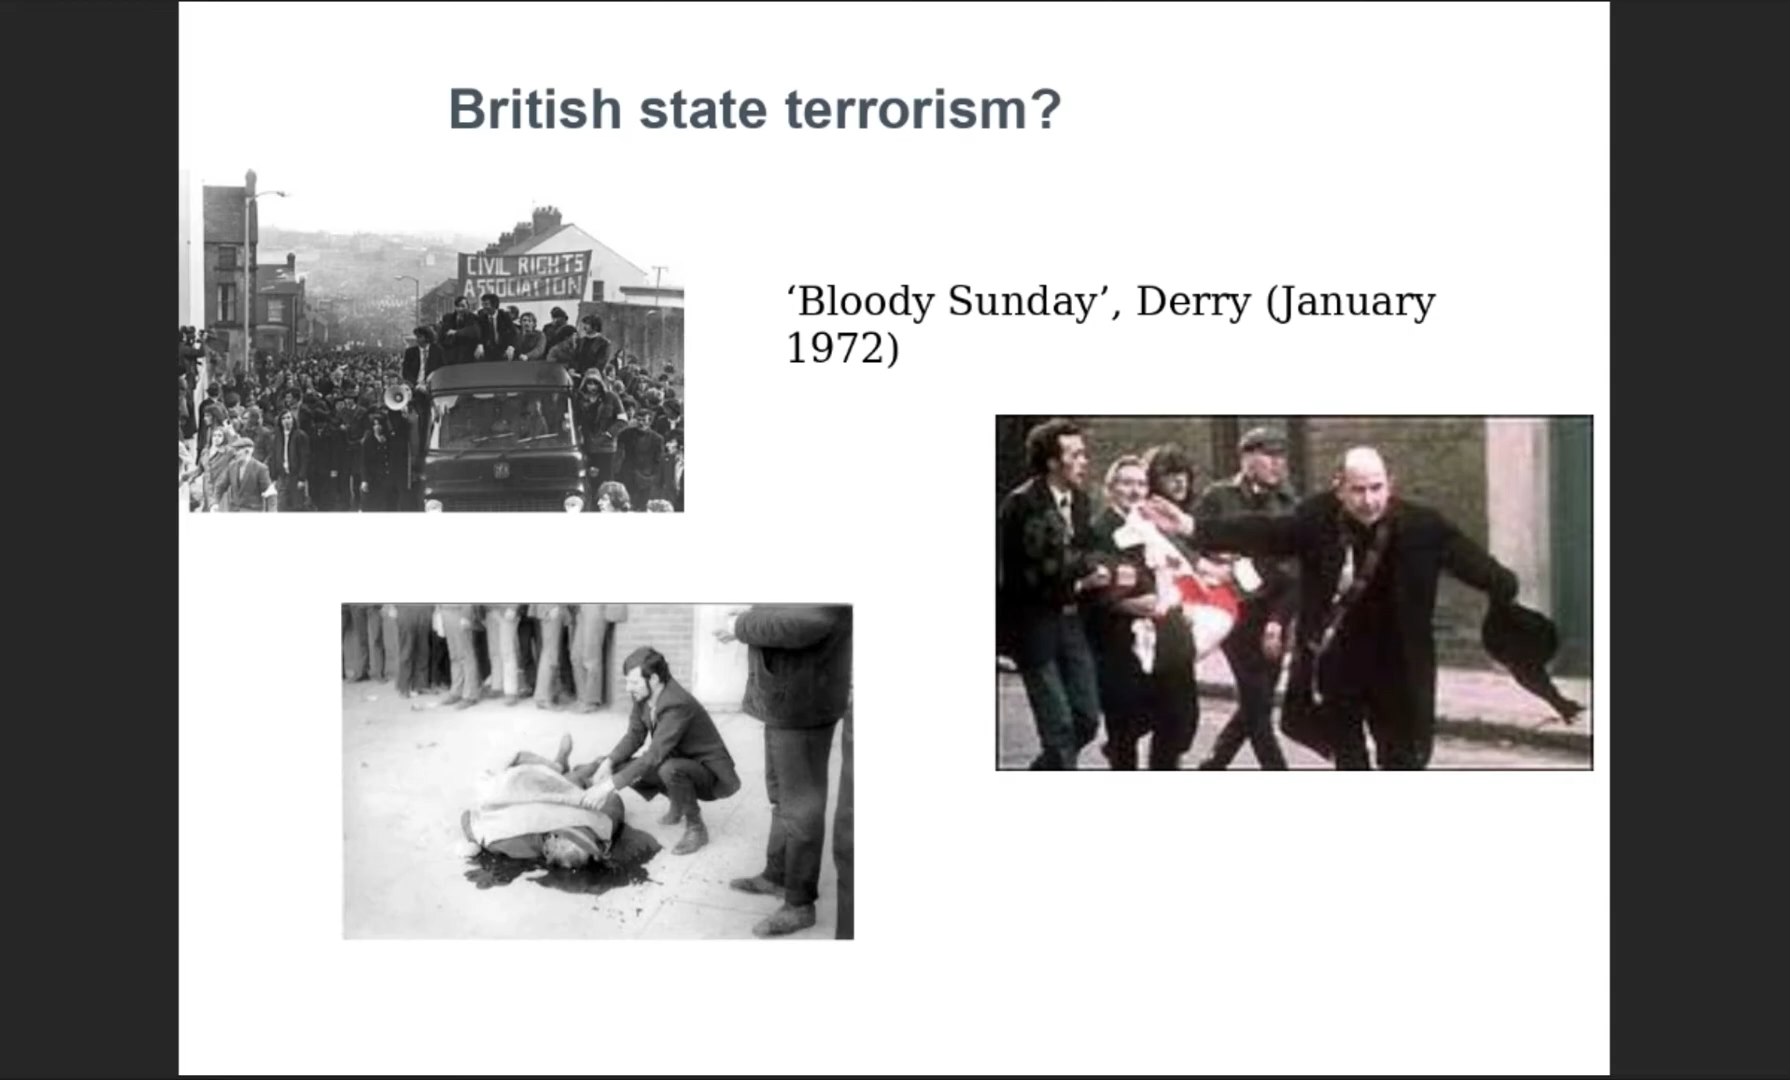 British state terrorism?
CIVIL RIGHTS
ASSOCIATION
‘Bloody Sunday’, Derry (January
1972)